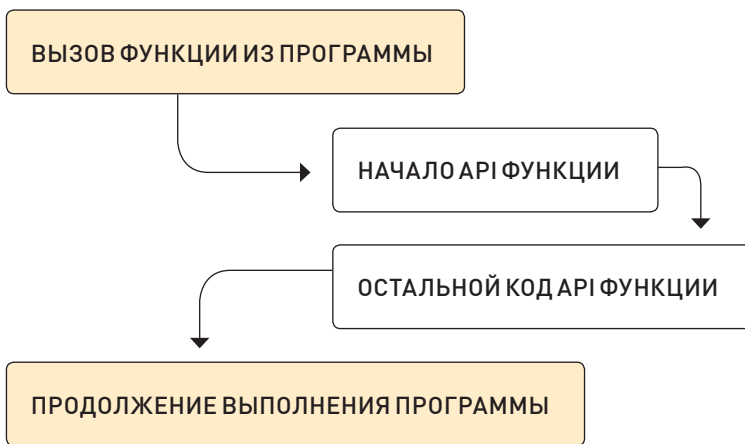 ВЫЗОВ ФУНКЦИИ ИЗ ПРОГРАММЫ
НАЧАЛО API ФУНКЦИИ
ОСТАЛЬНОЙ КОД API ФУНКЦИИ
ПРОДОЛЖЕНИЕ ВЫПОЛНЕНИЯ ПРОГРАММЫ